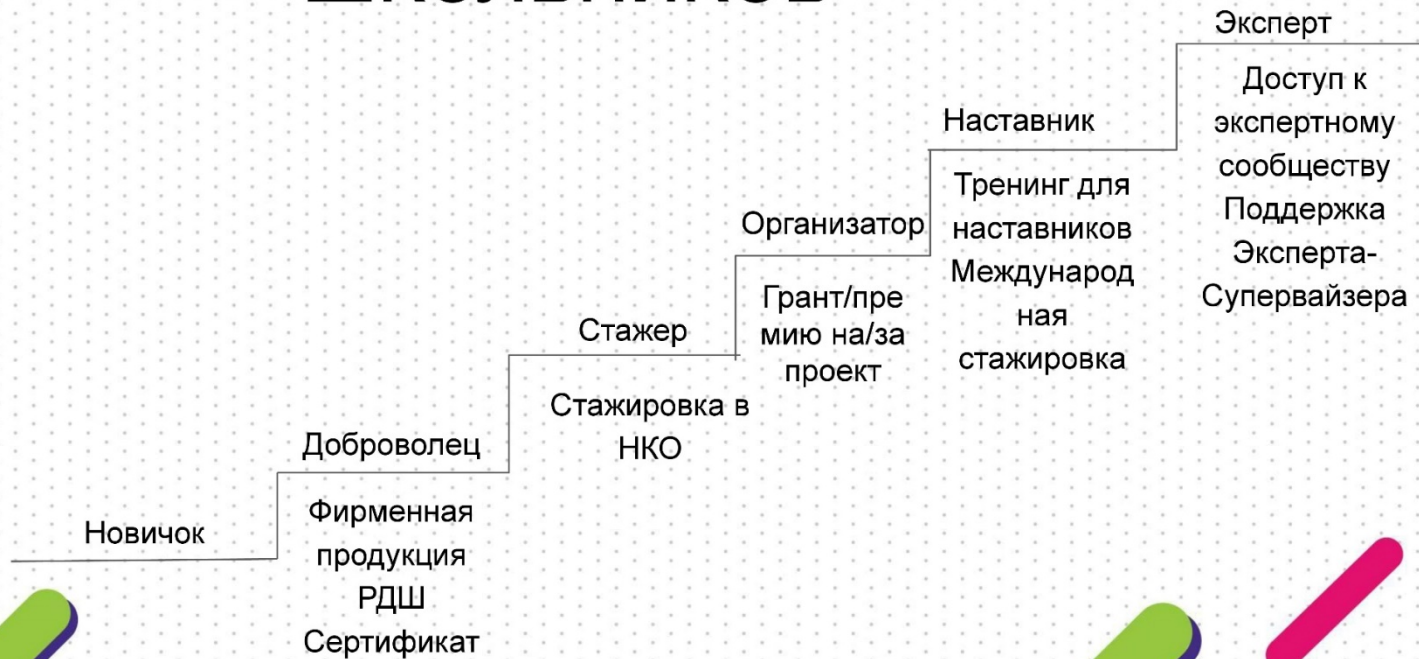 Новичок
Доброволец
Фирменная
продукция
РДШ
Сертификат
Стажер
Стажировка в
НКО
Организатор
Грант/пре
мию на/за
проект
Наставник
Тренинг для
наставников
Международ
ная
стажировка
Эксперт
Доступ к
экспертному
сообществу
Поддержка
Эксперта-
Супервайзера